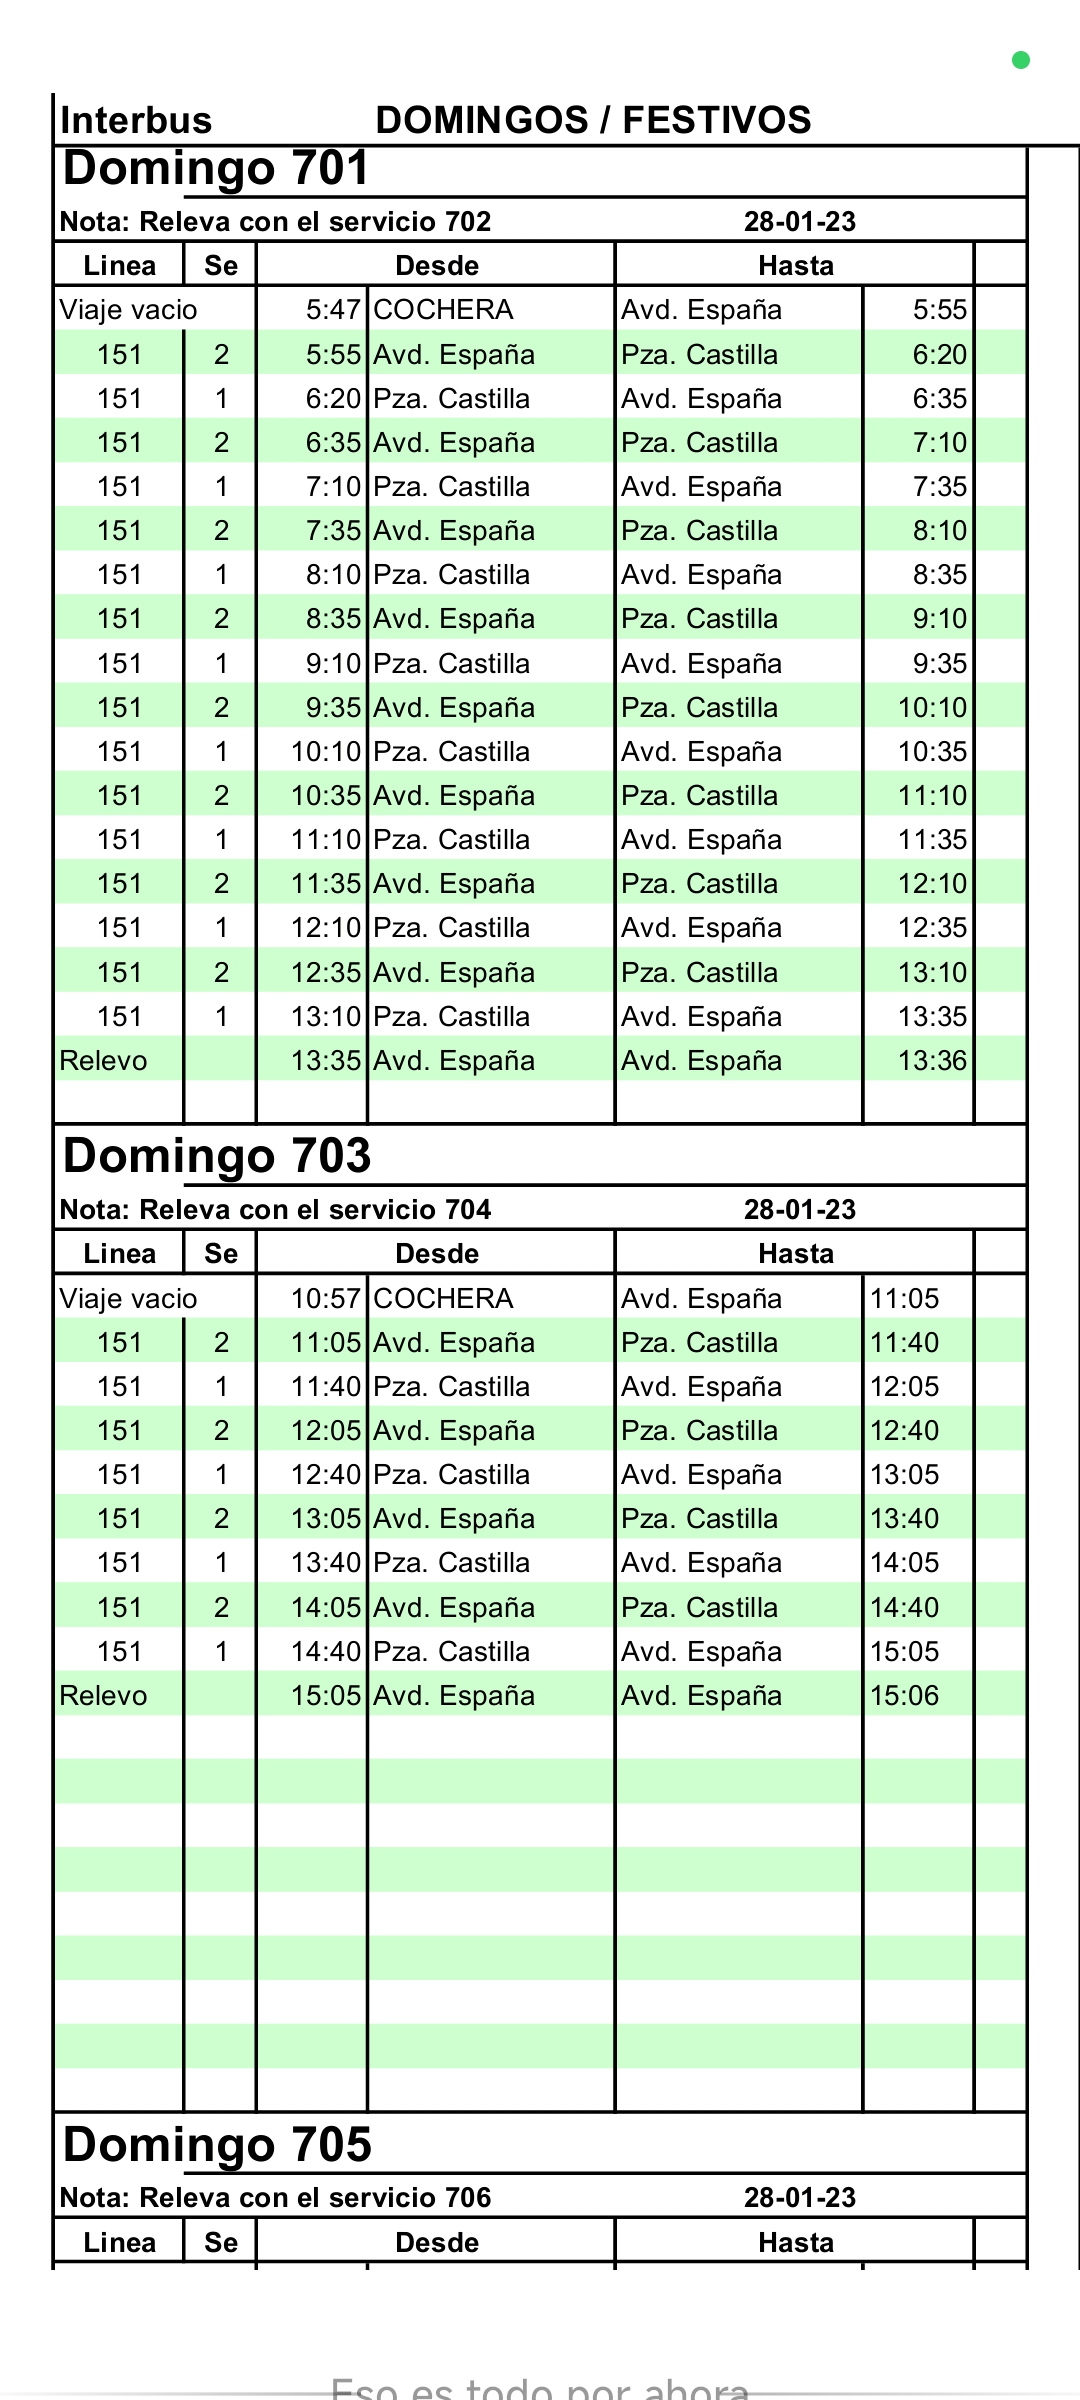 Interbus DOMINGOS / FESTIVOS
Domingo 701
Nota: Releva con el servicio 702 28-01-23
Linea Se Desde Hasta
Viaje vacio 5:47 COCHERA Avd. España 5:55
151 2 5:55 Avd. España Pza. Castilla 6:20
151 1 6:20 Pza. Castilla Avd. España 6:35
151 2 6:35 Avd. España Pza. Castilla 7:10
151 1 7:10 Pza. Castilla Avd. España 7:35
151 2 7:35 Avd. España Pza. Castilla 8:10
151 1 8:10 Pza. Castilla Avd. España 8:35
151 2 8:35 Avd. España Pza. Castilla 9:10
151 1 9:10 Pza. Castilla Avd. España 9:35
151 2 9:35 Avd. España Pza. Castilla 10:10
151 1 10:10 Pza. Castilla Avd. España 10:35
151 2 10:35 Avd. España Pza. Castilla 11:10
151 1 11:10 Pza. Castilla Avd. España 11:35
151 2 11:35 Avd. España Pza. Castilla 12:10
151 1 12:10 Pza. Castilla Avd. España 12:35
151 2 12:35 Avd. España Pza. Castilla 13:10
151 1 13:10 Pza. Castilla Avd. España 13:35
Relevo 13:35 Avd. España Avd. España 13:36
Domingo 703
Nota: Releva con el servicio 704 28-01-23
Linea Se Desde Hasta
Viaje vacio 10:57 COCHERA Avd. España 11:05
151 2 11:05 Avd. España Pza. Castilla 11:40
151 1 11:40 Pza. Castilla Avd. España 12:05
151 2 12:05 Avd. España Pza. Castilla 12:40
151 1 12:40 Pza. Castilla Avd. España 13:05
151 2 13:05 Avd. España Pza. Castilla 13:40
151 1 13:40 Pza. Castilla Avd. España 14:05
151 2 14:05 Avd. España Pza. Castilla 14:40
151 1 14:40 Pza. Castilla Avd. España 15:05
Relevo 15:05 Avd. España Avd. España 15:06
Domingo 705
Nota: Releva con el servicio 706 28-01-23
Linea Se Desde Hasta
Eso es todo por ahora